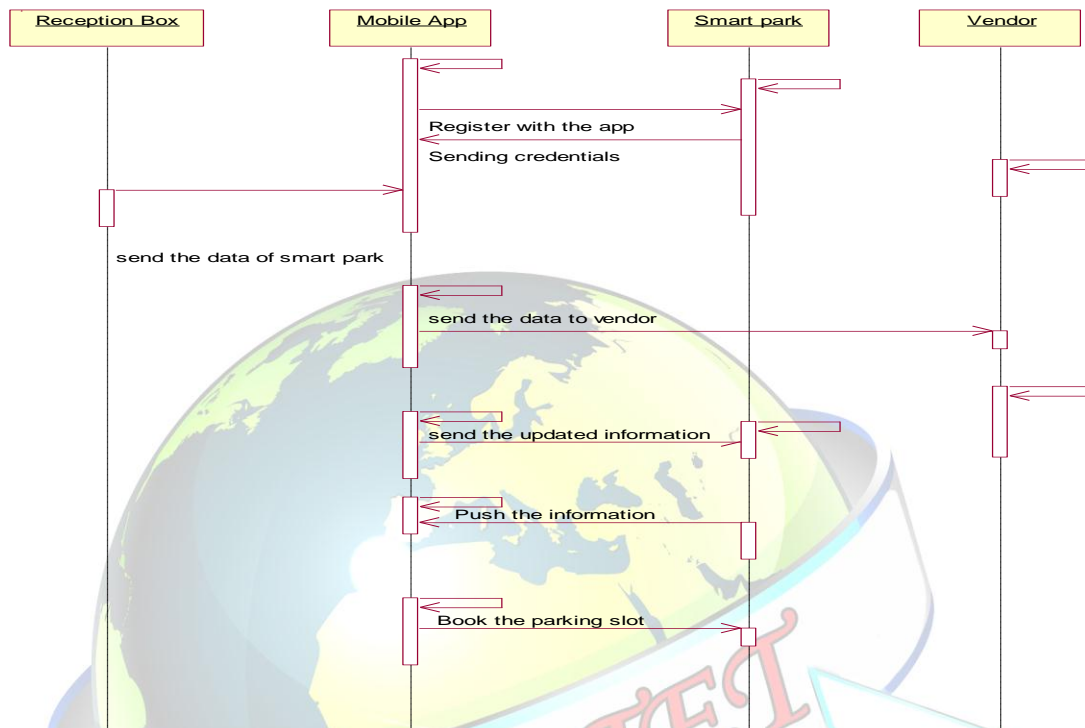 Reception Box
Mobile App
Smart park
Vendor
Register with the app
Sending credentials
send the data of smart park
send the data to vendor
send the updated information
Push the information
Book the parking slot